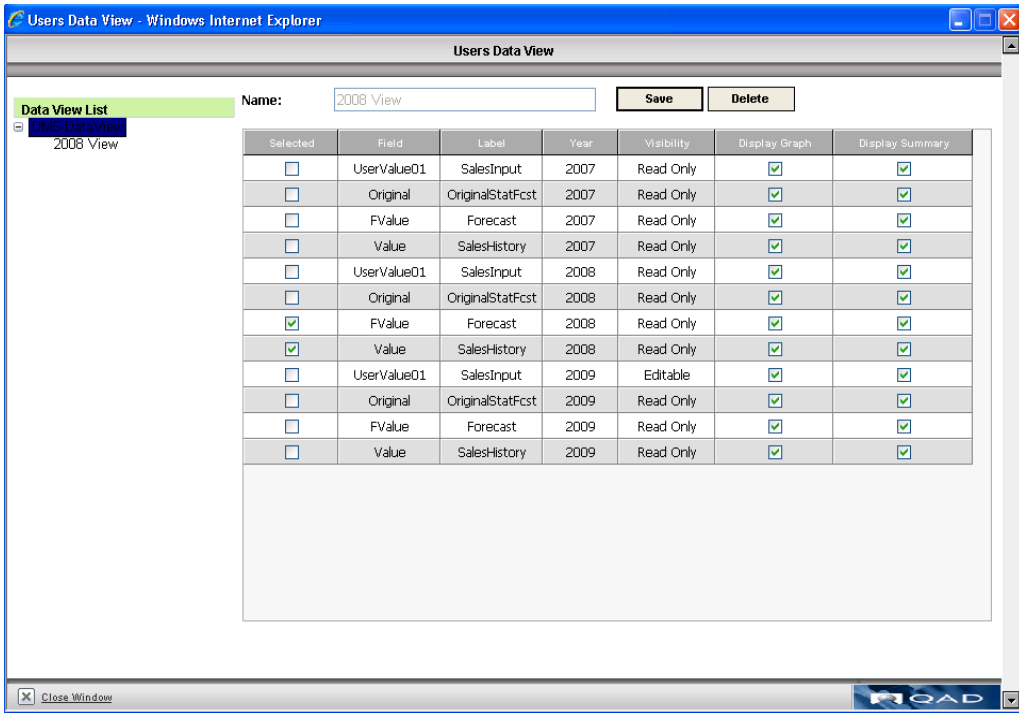 Users Data View - Windows Internet Explorer
Users Data View
Data View List
DMS DataView
2008 View
Name: 2008 View Save Delete
Selected Field Label Year Visibility Display Graph Display Summary
UserValue01 SalesInput 2007 Read Only
Original OriginalStatFcst 2007 Read Only
FValue Forecast 2007 Read Only
Value SalesHistory 2007 Read Only
UserValue01 SalesInput 2008 Read Only
Original OriginalStatFcst 2008 Read Only
FValue Forecast 2008 Read Only
Value SalesHistory 2008 Read Only
UserValue01 SalesInput 2009 Editable
Original OriginalStatFcst 2009 Read Only
FValue Forecast 2009 Read Only
Value SalesHistory 2009 Read Only
Close Window
QAD